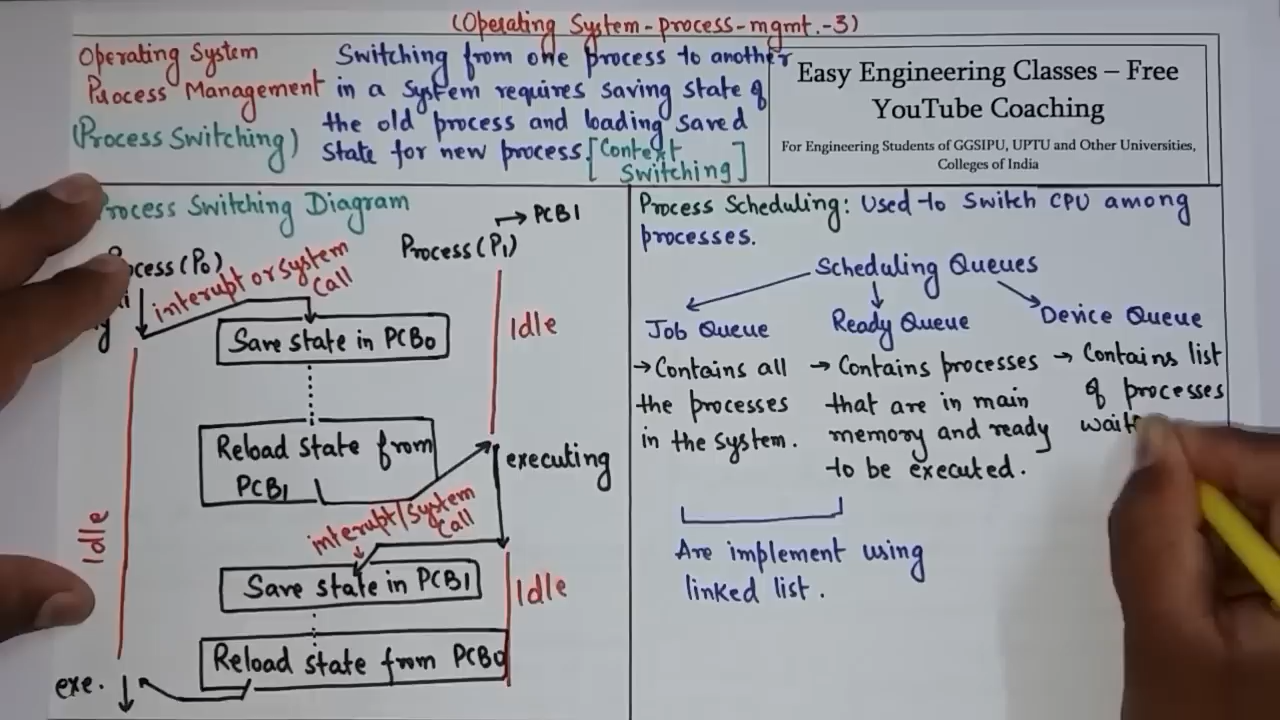 (Operating System-process-mgmt.-3)
Operating System
Process Management
(Process Switching)
Switching from one process to another
in a system requires saving state of
the old process and loading saved
state for new process. [Context
Switching]
Easy Engineering Classes – Free
YouTube Coaching
For Engineering Students of GGSIPU, UPTU and Other Universities,
Colleges of India
Process Switching Diagram
Process (P0)
interupt or system
call
Process (P1)
PCB1
Idle
Save state in PCB0
Reload state from
PCB1
executing
interupt/system
call
Idle
Save state in PCB1
Idle
Reload state from PCB0
exe.
Process Scheduling: Used to Switch CPU among
processes.
Scheduling Queues
Job Queue
→ Contains all
the processes
in the system.
Ready Queue
→ Contains processes
that are in main
memory and ready
to be executed.
Device Queue
→ Contains list
of processes
Are implement using
linked list.